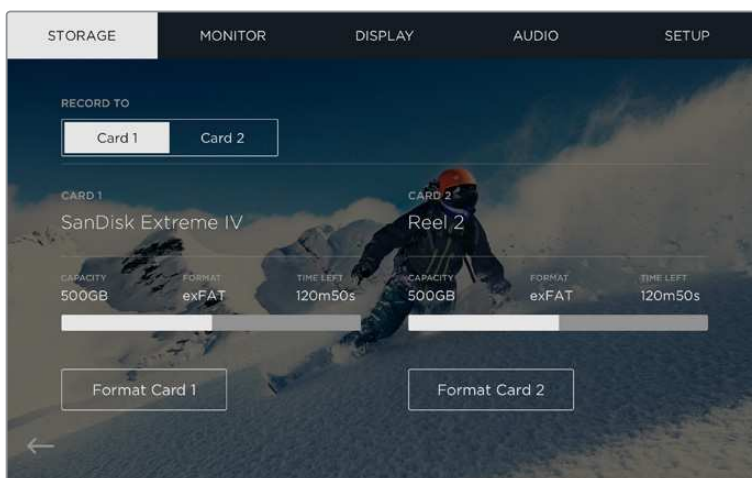 STORAGE MONITOR DISPLAY AUDIO SETUP
RECORD TO
Card 1 Card 2
CARD 1 CARD 2
SanDisk Extreme IV Reel 2
CAPACITY FORMAT TIME LEFT CAPACITY FORMAT TIME LEFT
500GB exFAT 120m50s 500GB exFAT 120m50s
Format Card 1 Format Card 2